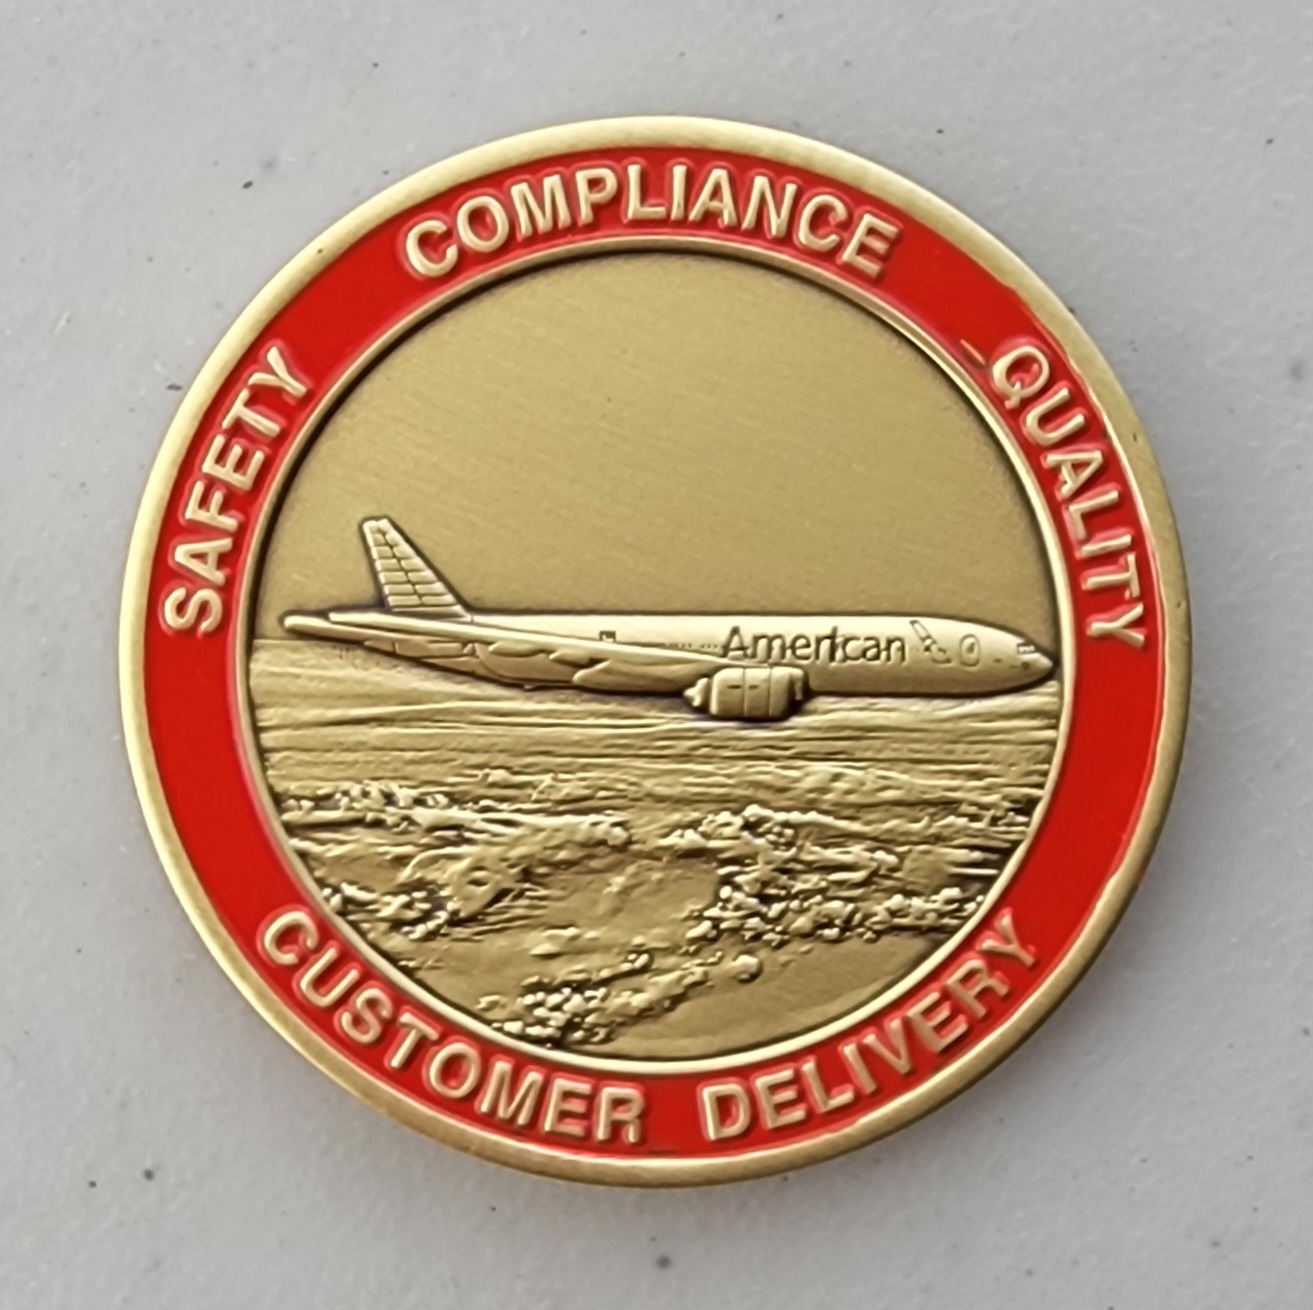 SAFETY
COMPLIANCE
QUALITY
American
CUSTOMER DELIVERY